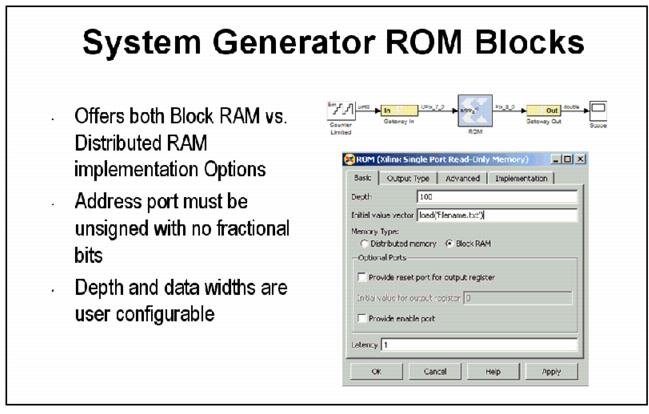 System Generator ROM Blocks
Offers both Block RAM vs.
Distributed RAM
implementation Options
Address port must be
unsigned with no fractional
bits
Depth and data widths are
user configurable
In
UFix_7_0
Fix_8_0
Out
double
Counter
Limited
Gateway In
ROM
Gateway Out
Scope
ROM (Xilinx Single Port Read-Only Memory)
Basic
Output Type
Advanced
Implementation
Depth
100
Initial value vector
load('filename.txt')
Memory Type:
Distributed memory
Block RAM
Optional Ports
Provide reset port for output register
Initial value for output register
0
Provide enable port
Latency
1
OK
Cancel
Help
Apply